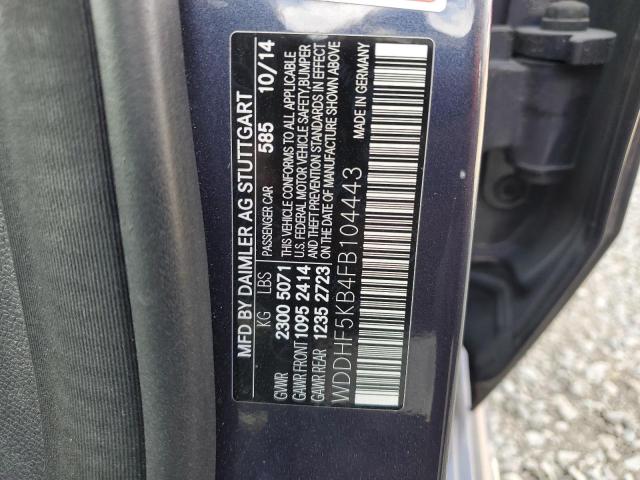 MFD BY DAIMLER AG STUTTGART
PASSENGER CAR 585 10/14
KG LBS
GVWR 2300 5071
GAWR FRONT 1095 2414
GAWR REAR 1235 2723
THIS VEHICLE CONFORMS TO ALL APPLICABLE
U.S. FEDERAL MOTOR VEHICLE SAFETY,BUMPER
AND THEFT PREVENTION STANDARDS IN EFFECT
ON THE DATE OF MANUFACTURE SHOWN ABOVE
WDDHF5KB4FB104443
MADE IN GERMANY